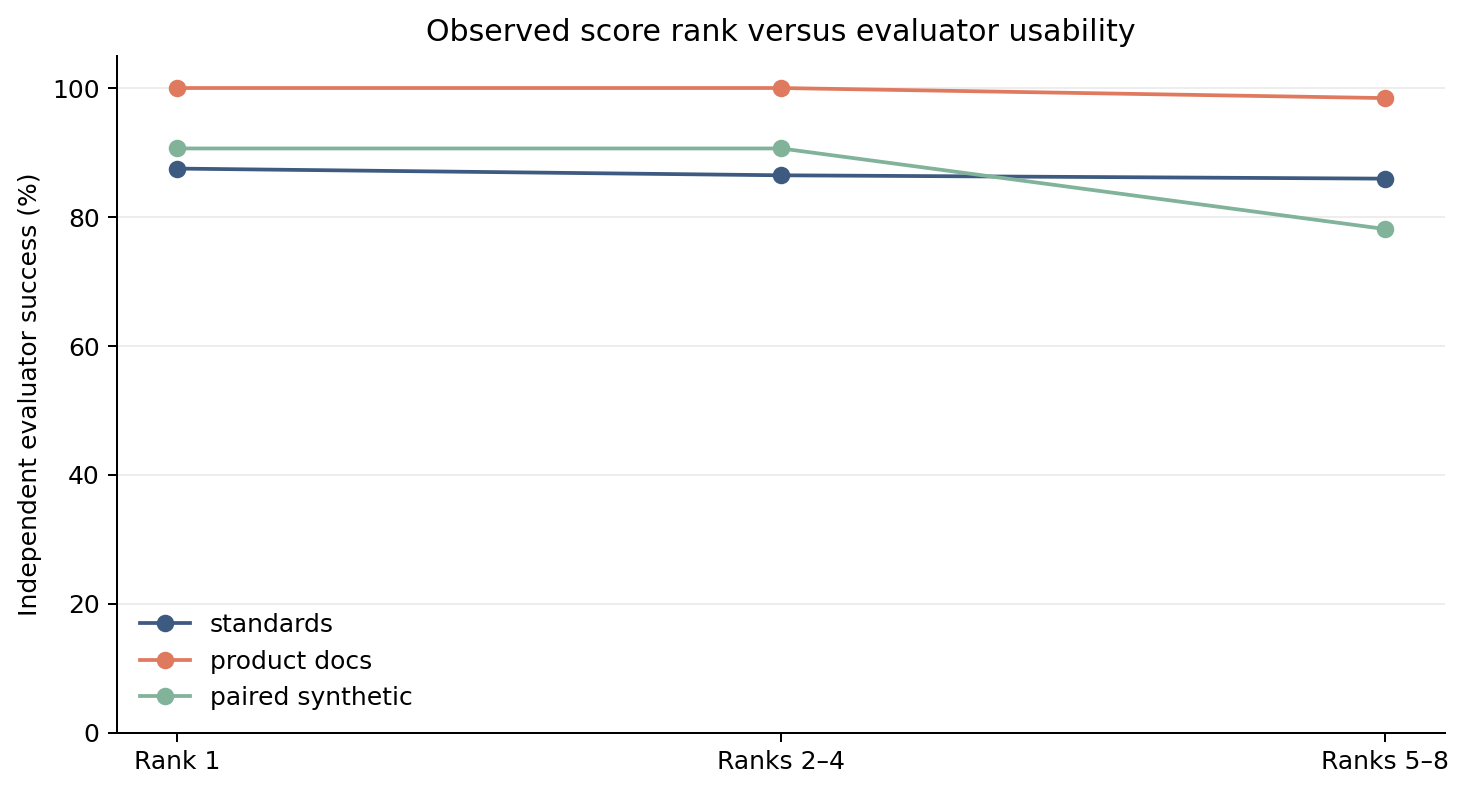 Observed score rank versus evaluator usability
Independent evaluator success (%)
100
80
60
40
20
0
standards
product docs
paired synthetic
Rank 1
Ranks 2–4
Ranks 5–8